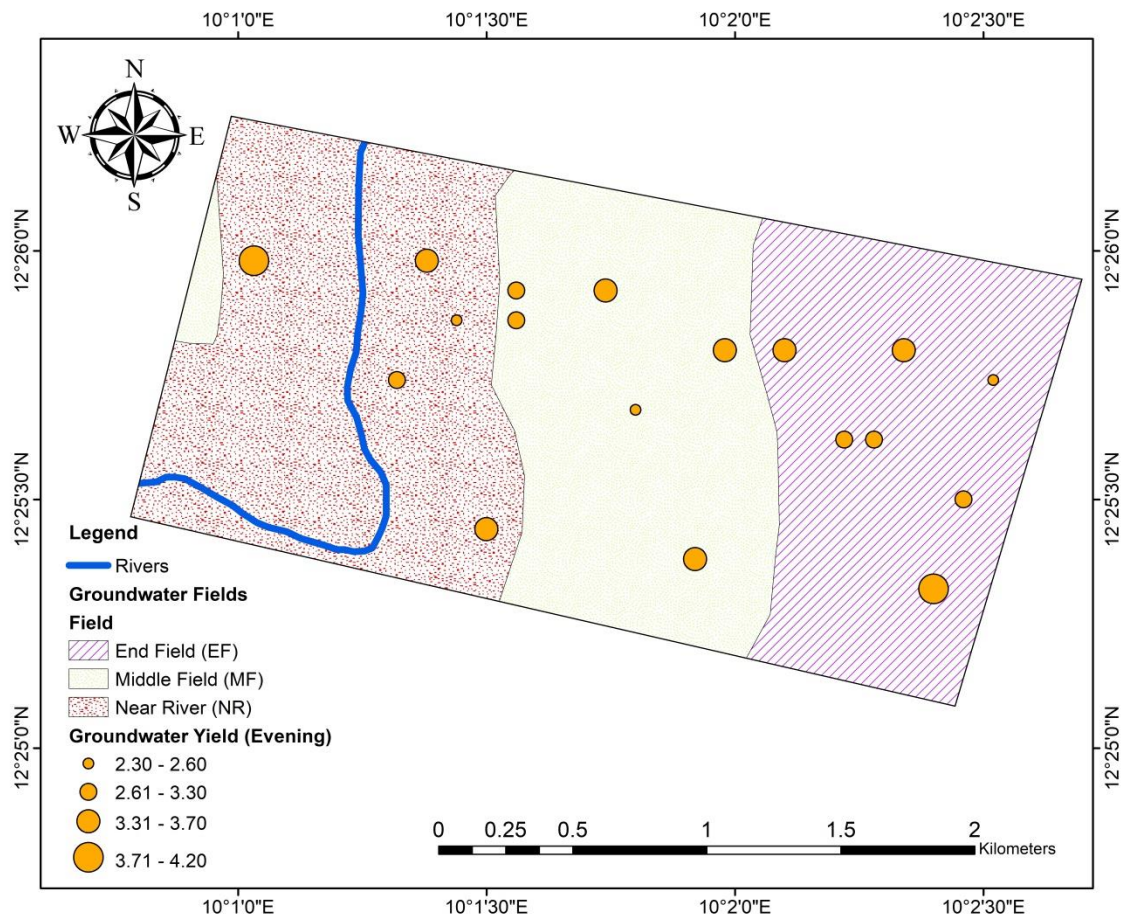 10°1'0"E 10°1'30"E 10°2'0"E 10°2'30"E
N
W E
S
12°26'0"N 12°26'0"N
12°25'30"N 12°25'30"N
Legend
Rivers
Groundwater Fields
Field
End Field (EF)
Middle Field (MF)
Near River (NR)
12°25'0"N 12°25'0"N
Groundwater Yield (Evening)
2.30 - 2.60
2.61 - 3.30
3.31 - 3.70
3.71 - 4.20
0 0.25 0.5 1 1.5 2
Kilometers
10°1'0"E 10°1'30"E 10°2'0"E 10°2'30"E